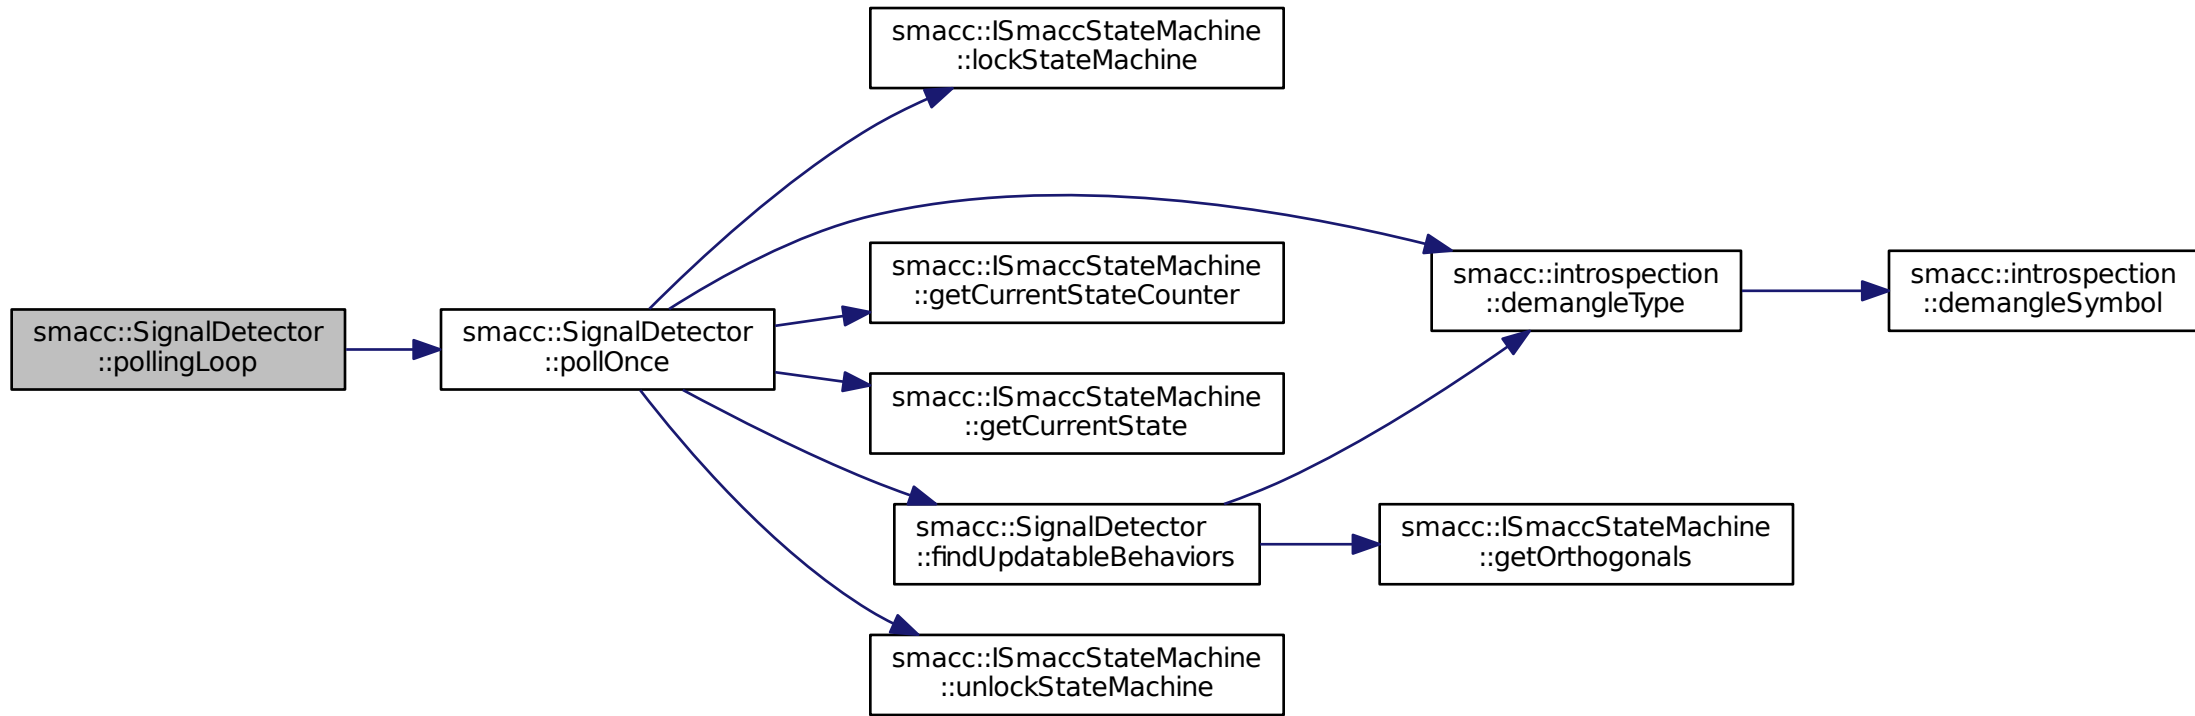 smacc::ISmaccStateMachine
::lockStateMachine
smacc::ISmaccStateMachine
::getCurrentStateCounter
smacc::introspection
::demangleType
smacc::introspection
::demangleSymbol
smacc::SignalDetector
::pollingLoop
smacc::SignalDetector
::pollOnce
smacc::ISmaccStateMachine
::getCurrentState
smacc::SignalDetector
::findUpdatableBehaviors
smacc::ISmaccStateMachine
::getOrthogonals
smacc::ISmaccStateMachine
::unlockStateMachine